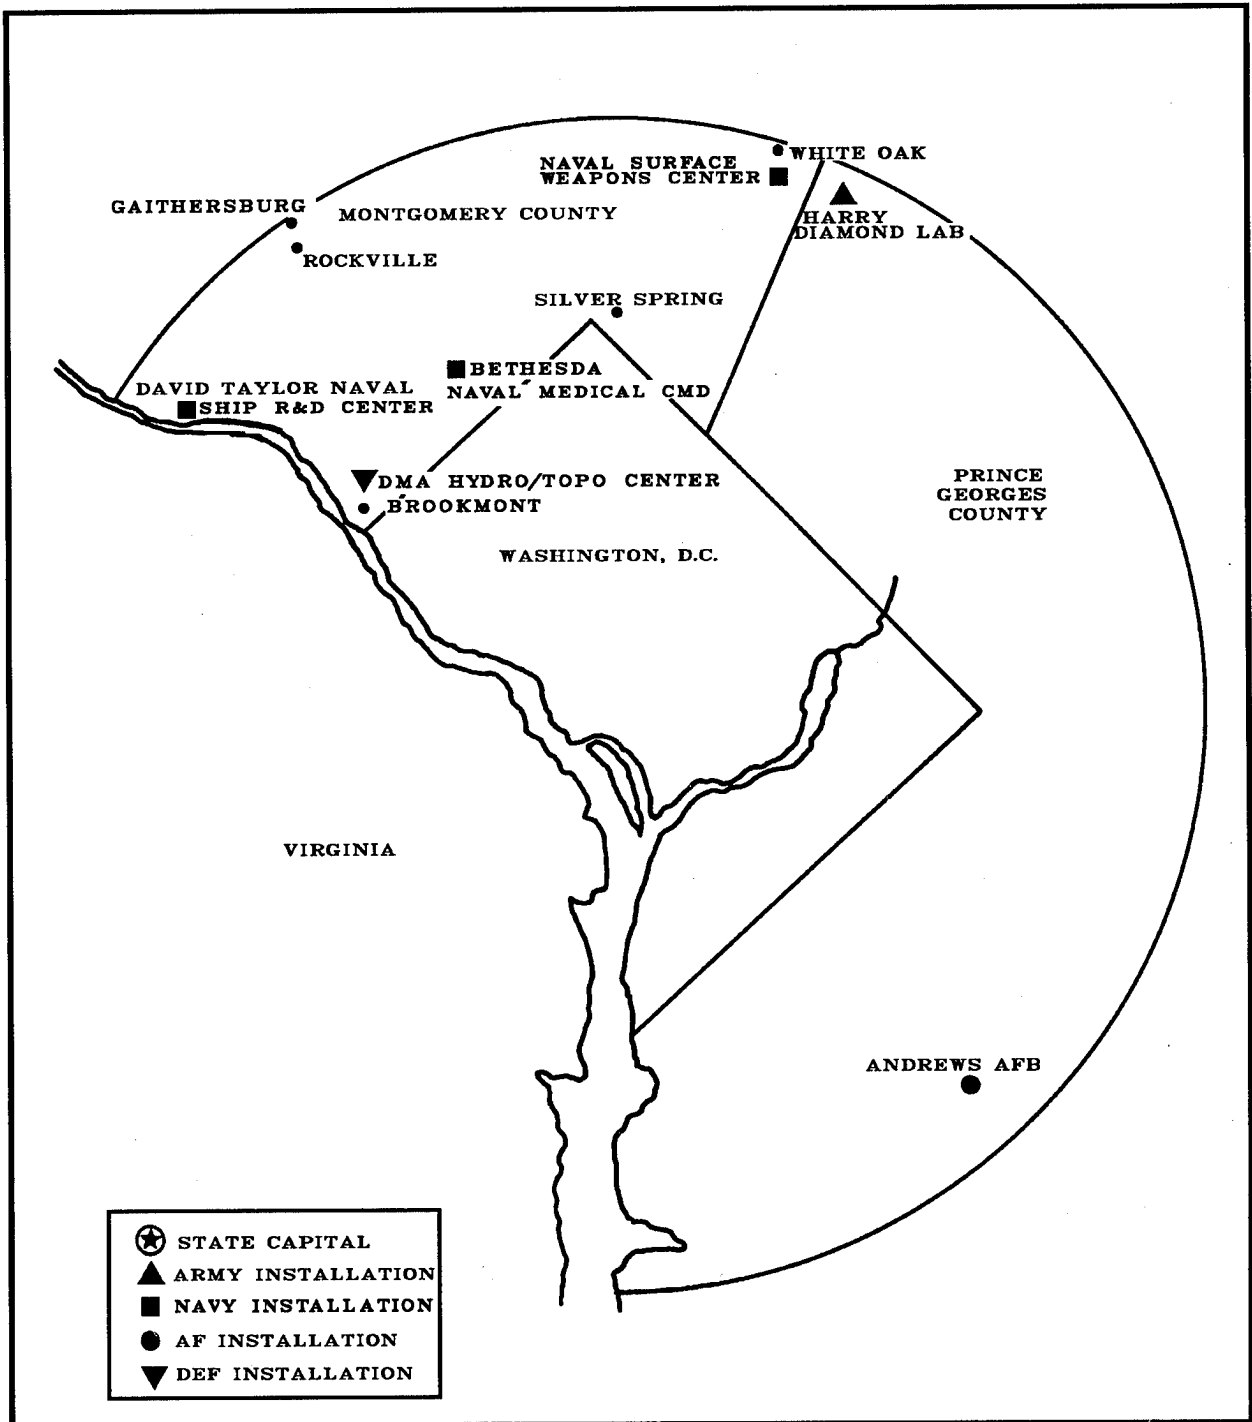 WHITE OAK
NAVAL SURFACE
WEAPONS CENTER
GAITHERSBURG
MONTGOMERY COUNTY
HARRY
DIAMOND LAB
ROCKVILLE
SILVER SPRING
BETHESDA
NAVAL MEDICAL CMD
DAVID TAYLOR NAVAL
SHIP R&D CENTER
DMA HYDRO/TOPO CENTER
BROOKMONT
PRINCE
GEORGES
COUNTY
WASHINGTON, D.C.
VIRGINIA
ANDREWS AFB
STATE CAPITAL
ARMY INSTALLATION
NAVY INSTALLATION
AF INSTALLATION
DEF INSTALLATION